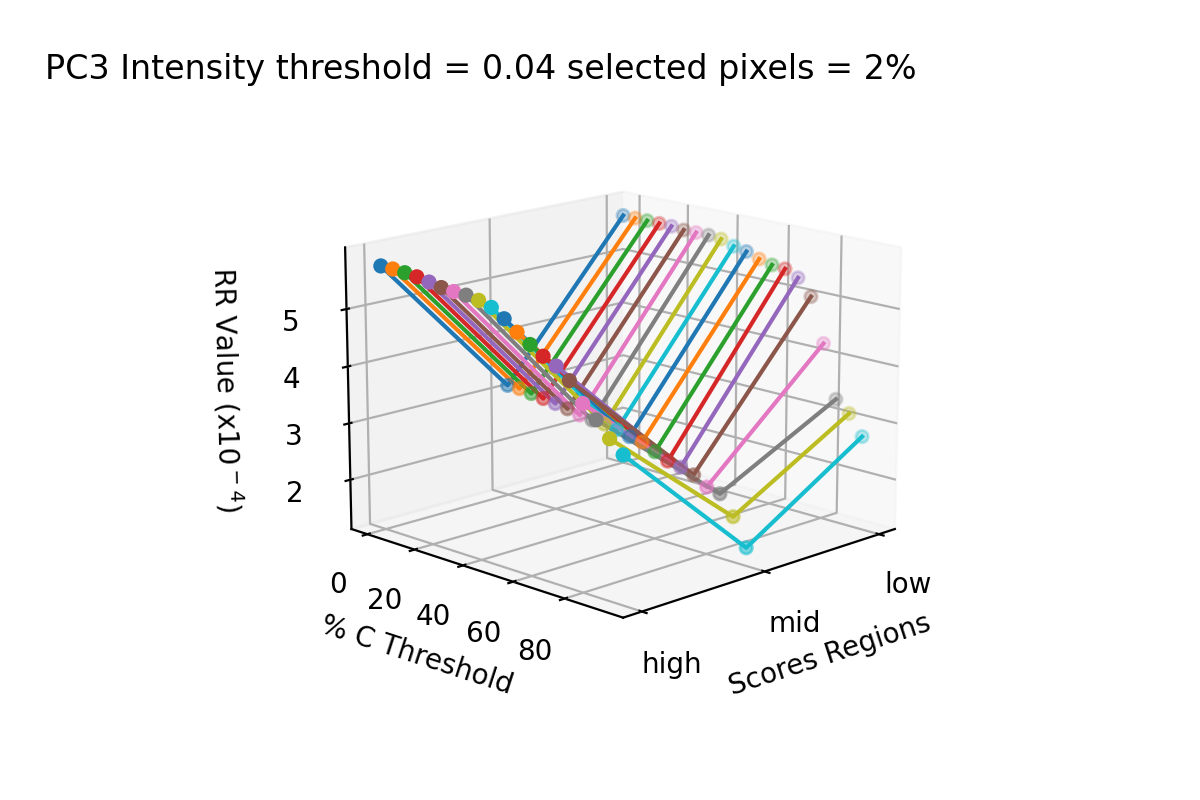 PC3 Intensity threshold = 0.04 selected pixels = 2%
RR Value (x10⁻⁴)
5
4
3
2
0
20
40
60
80
% C Threshold
high
mid
low
Scores Regions